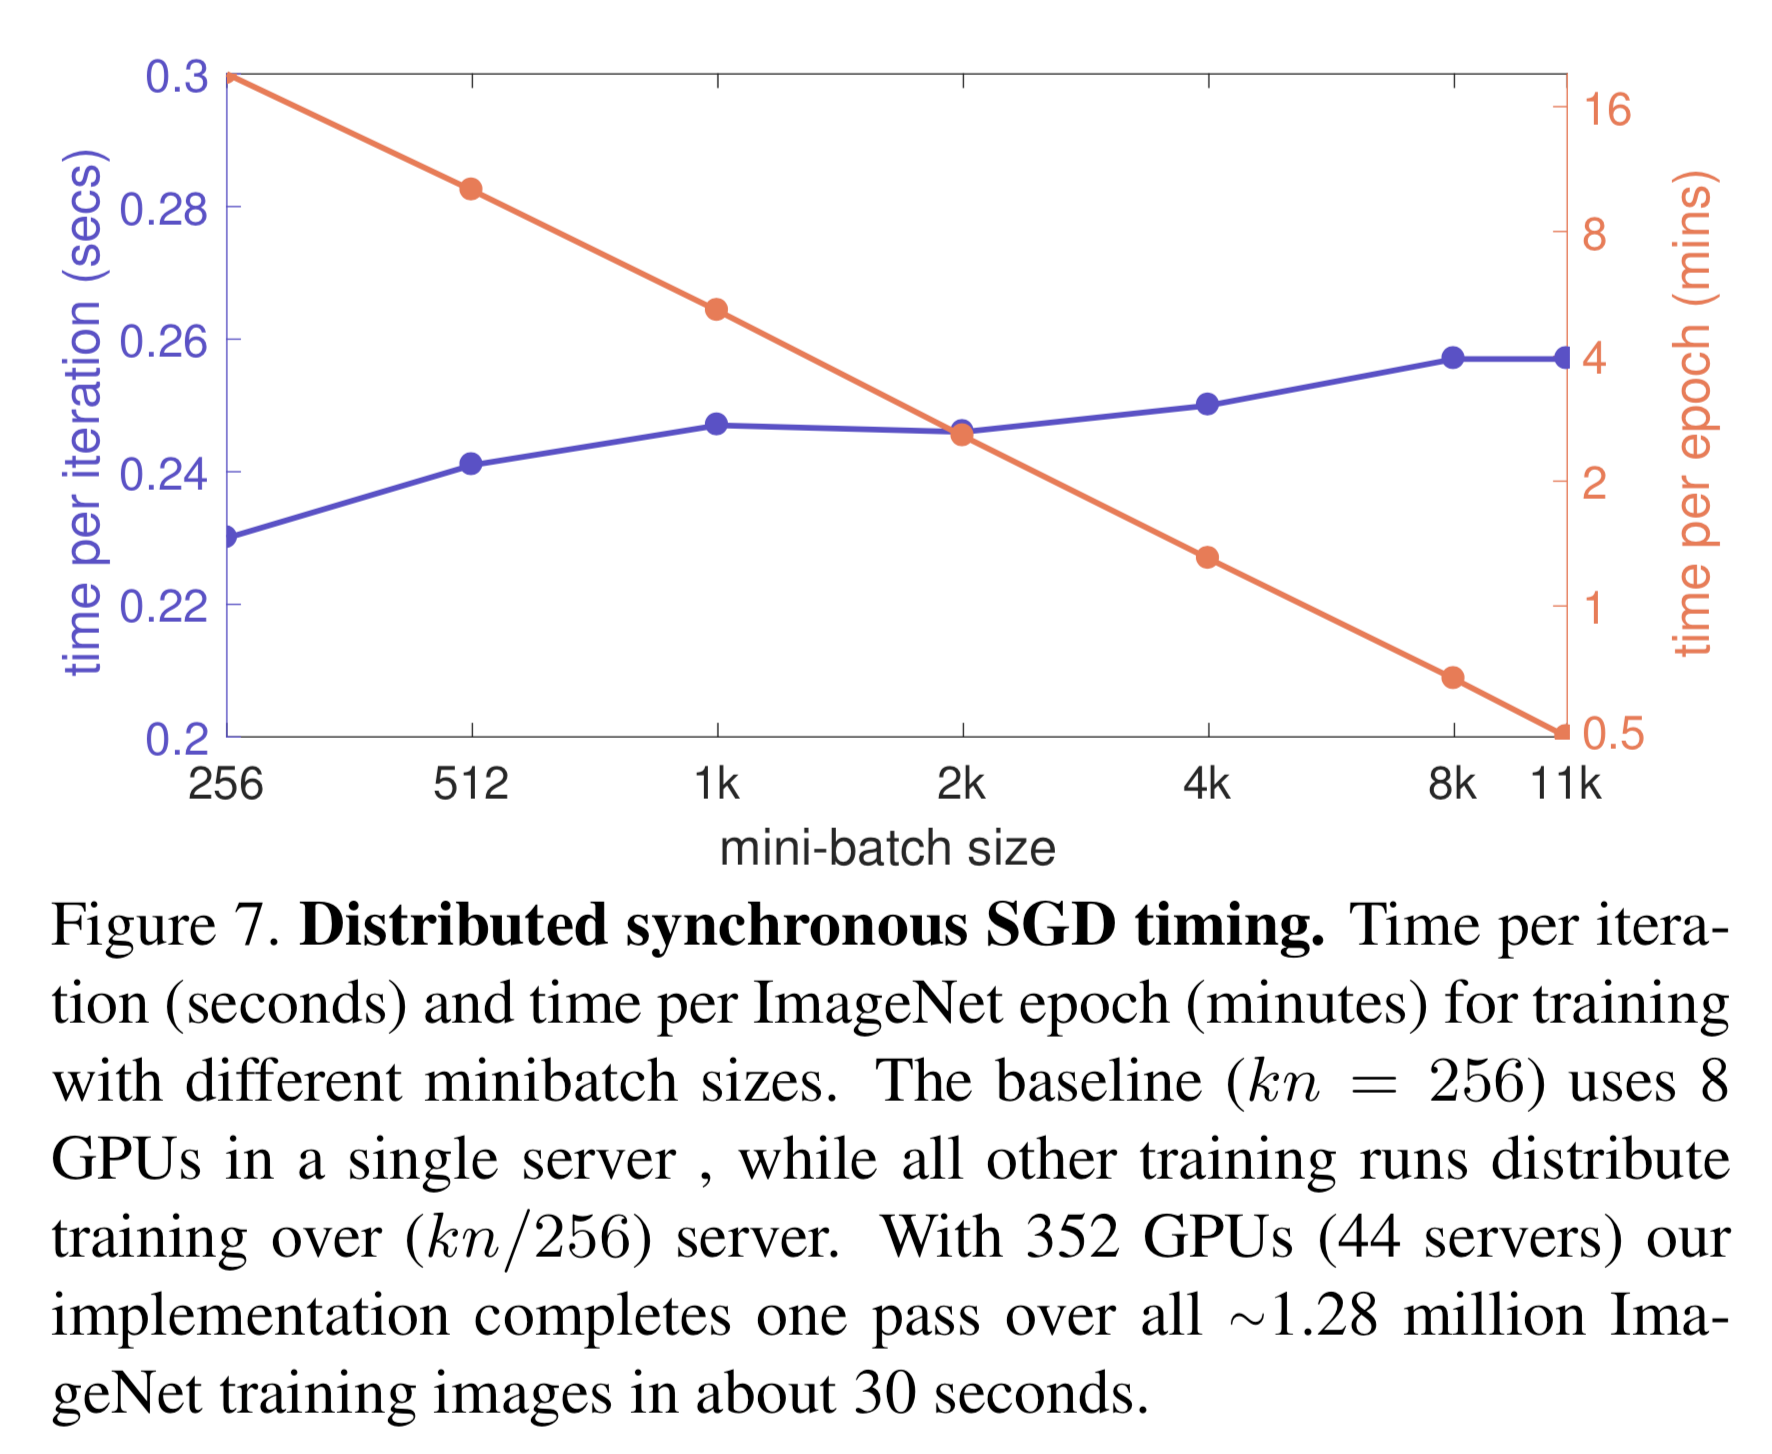 0.3
0.28
0.26
0.24
0.22
0.2
time per iteration (secs)
16
8
4
2
1
0.5
time per epoch (mins)
256 512 1k 2k 4k 8k 11k
mini-batch size
Figure 7. Distributed synchronous SGD timing. Time per itera-
tion (seconds) and time per ImageNet epoch (minutes) for training
with different minibatch sizes. The baseline (kn = 256) uses 8
GPUs in a single server , while all other training runs distribute
training over (kn/256) server. With 352 GPUs (44 servers) our
implementation completes one pass over all ~1.28 million Ima-
geNet training images in about 30 seconds.